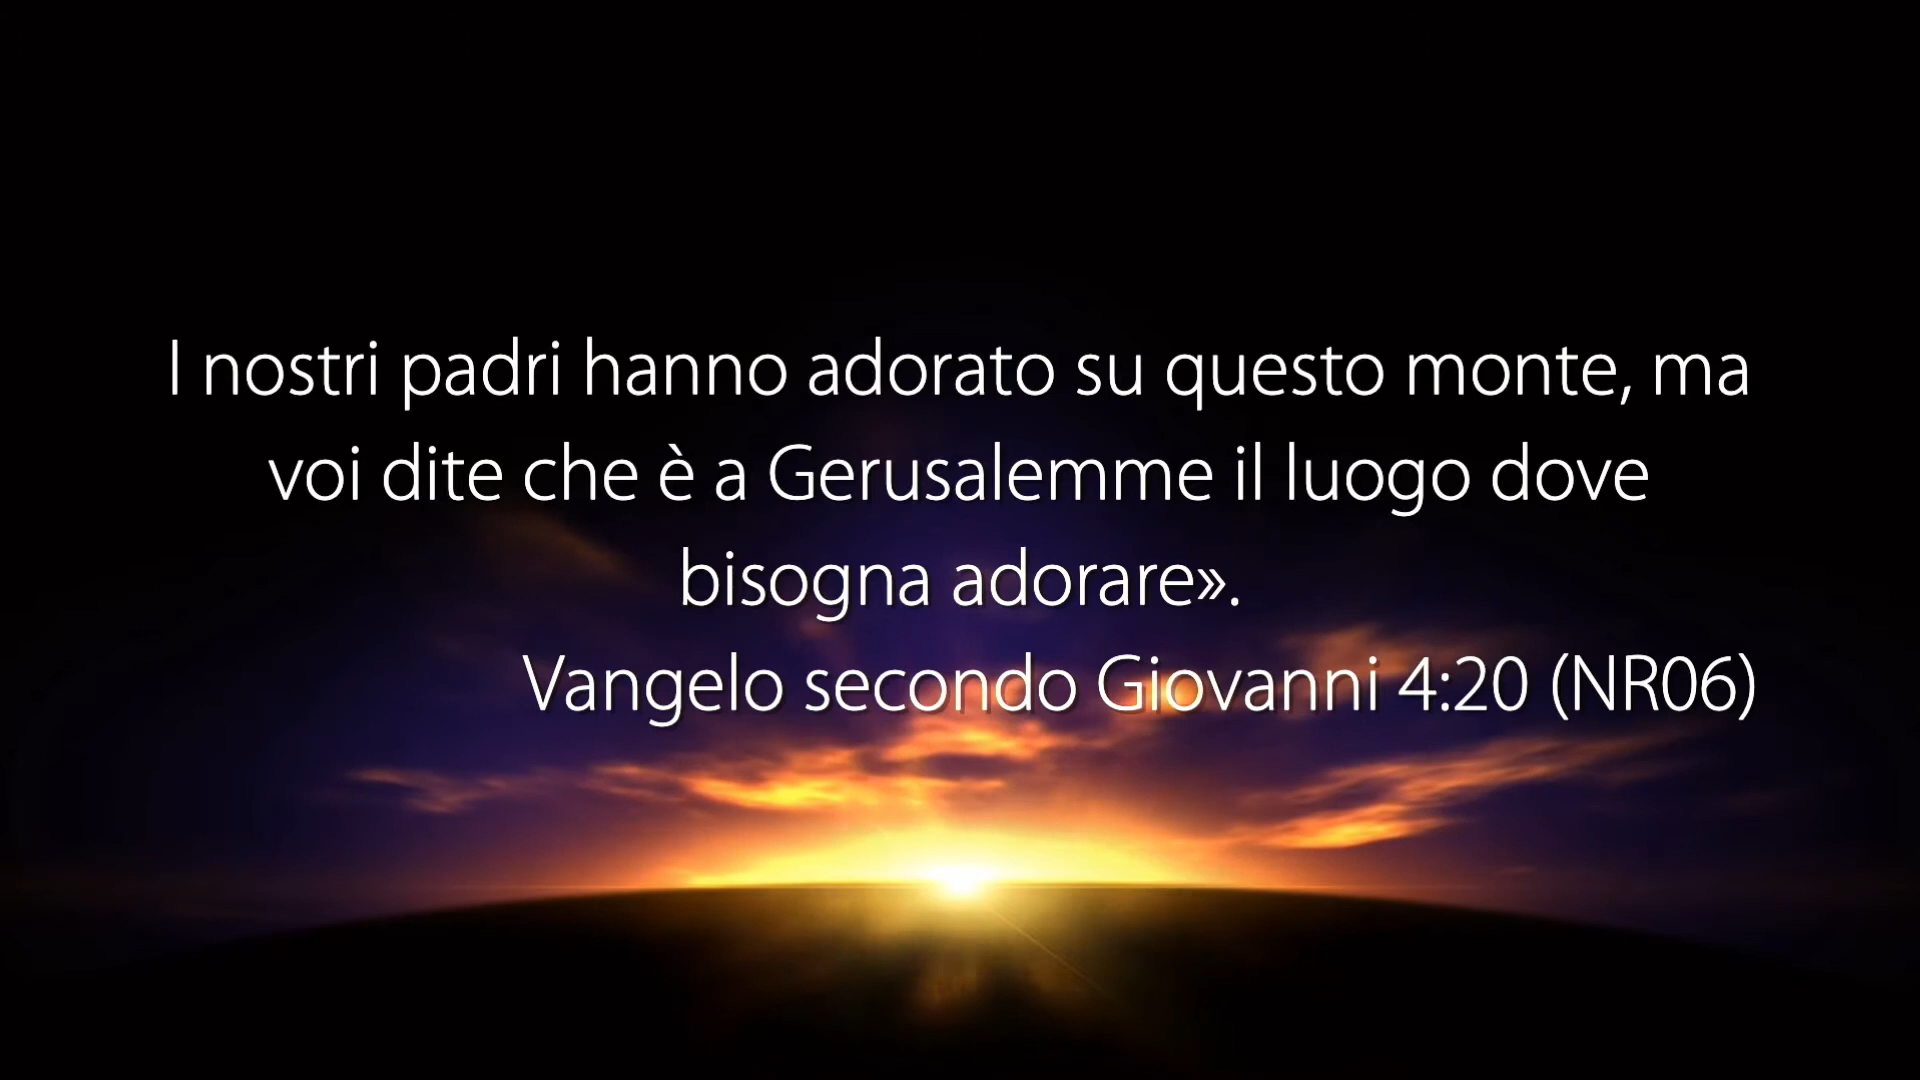 I nostri padri hanno adorato su questo monte, ma
voi dite che è a Gerusalemme il luogo dove
bisogna adorare».
Vangelo secondo Giovanni 4:20 (NR06)